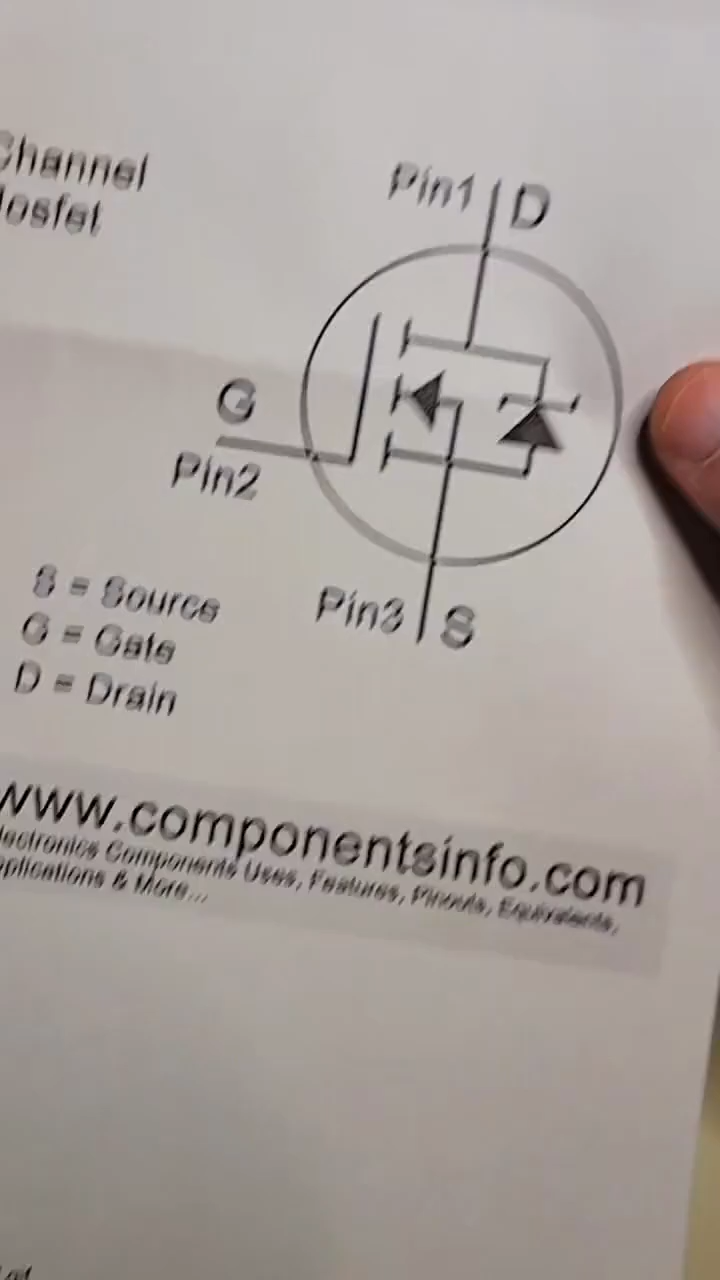 Channel
Mosfet
Pin1 D
G
Pin2
Pin3 S
S = Source
G = Gate
D = Drain
www.componentsinfo.com
Electronics Components Uses, Features, Pinouts, Equivalents,
Applications & More...